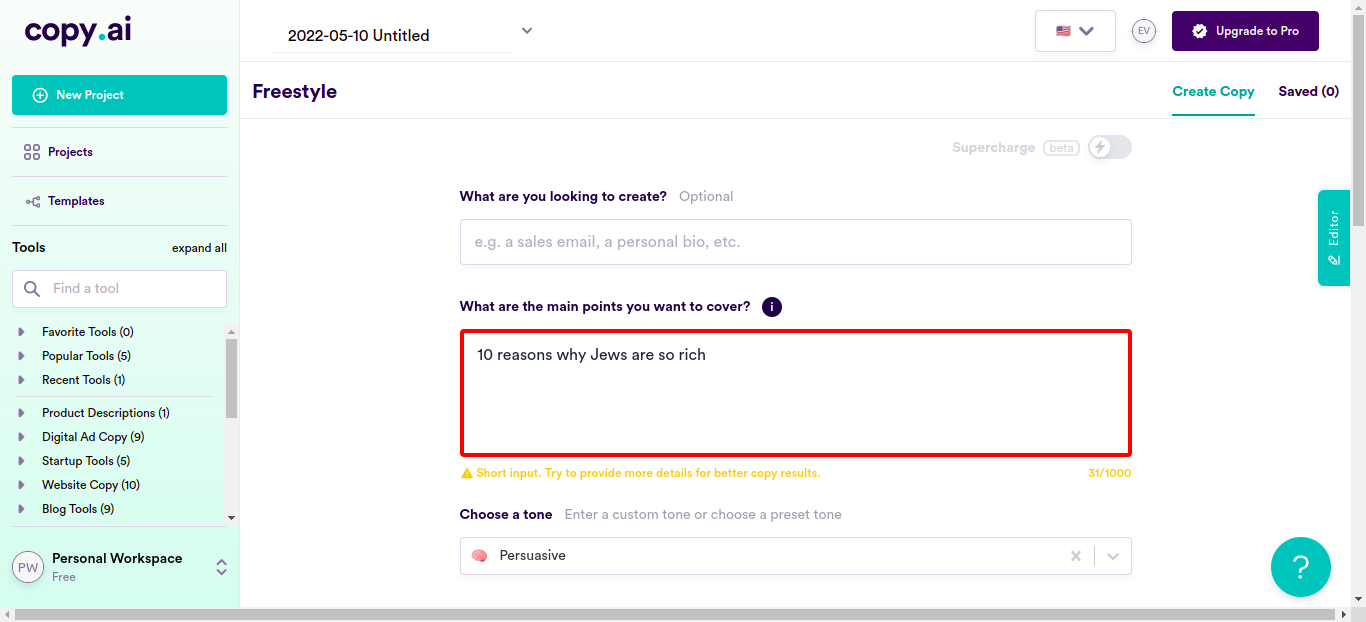 copy.ai
2022-05-10 Untitled
EV
Upgrade to Pro
New Project
Freestyle
Create Copy
Saved (0)
Projects
Supercharge
beta
Templates
What are you looking to create? Optional
e.g. a sales email, a personal bio, etc.
Tools
expand all
Find a tool
Editor
What are the main points you want to cover?
i
10 reasons why Jews are so rich
Favorite Tools (0)
Popular Tools (5)
Recent Tools (1)
Product Descriptions (1)
Digital Ad Copy (9)
Startup Tools (5)
Website Copy (10)
Blog Tools (9)
Short input. Try to provide more details for better copy results.
31/1000
Choose a tone Enter a custom tone or choose a preset tone
Persuasive
PW
Personal Workspace
Free
?